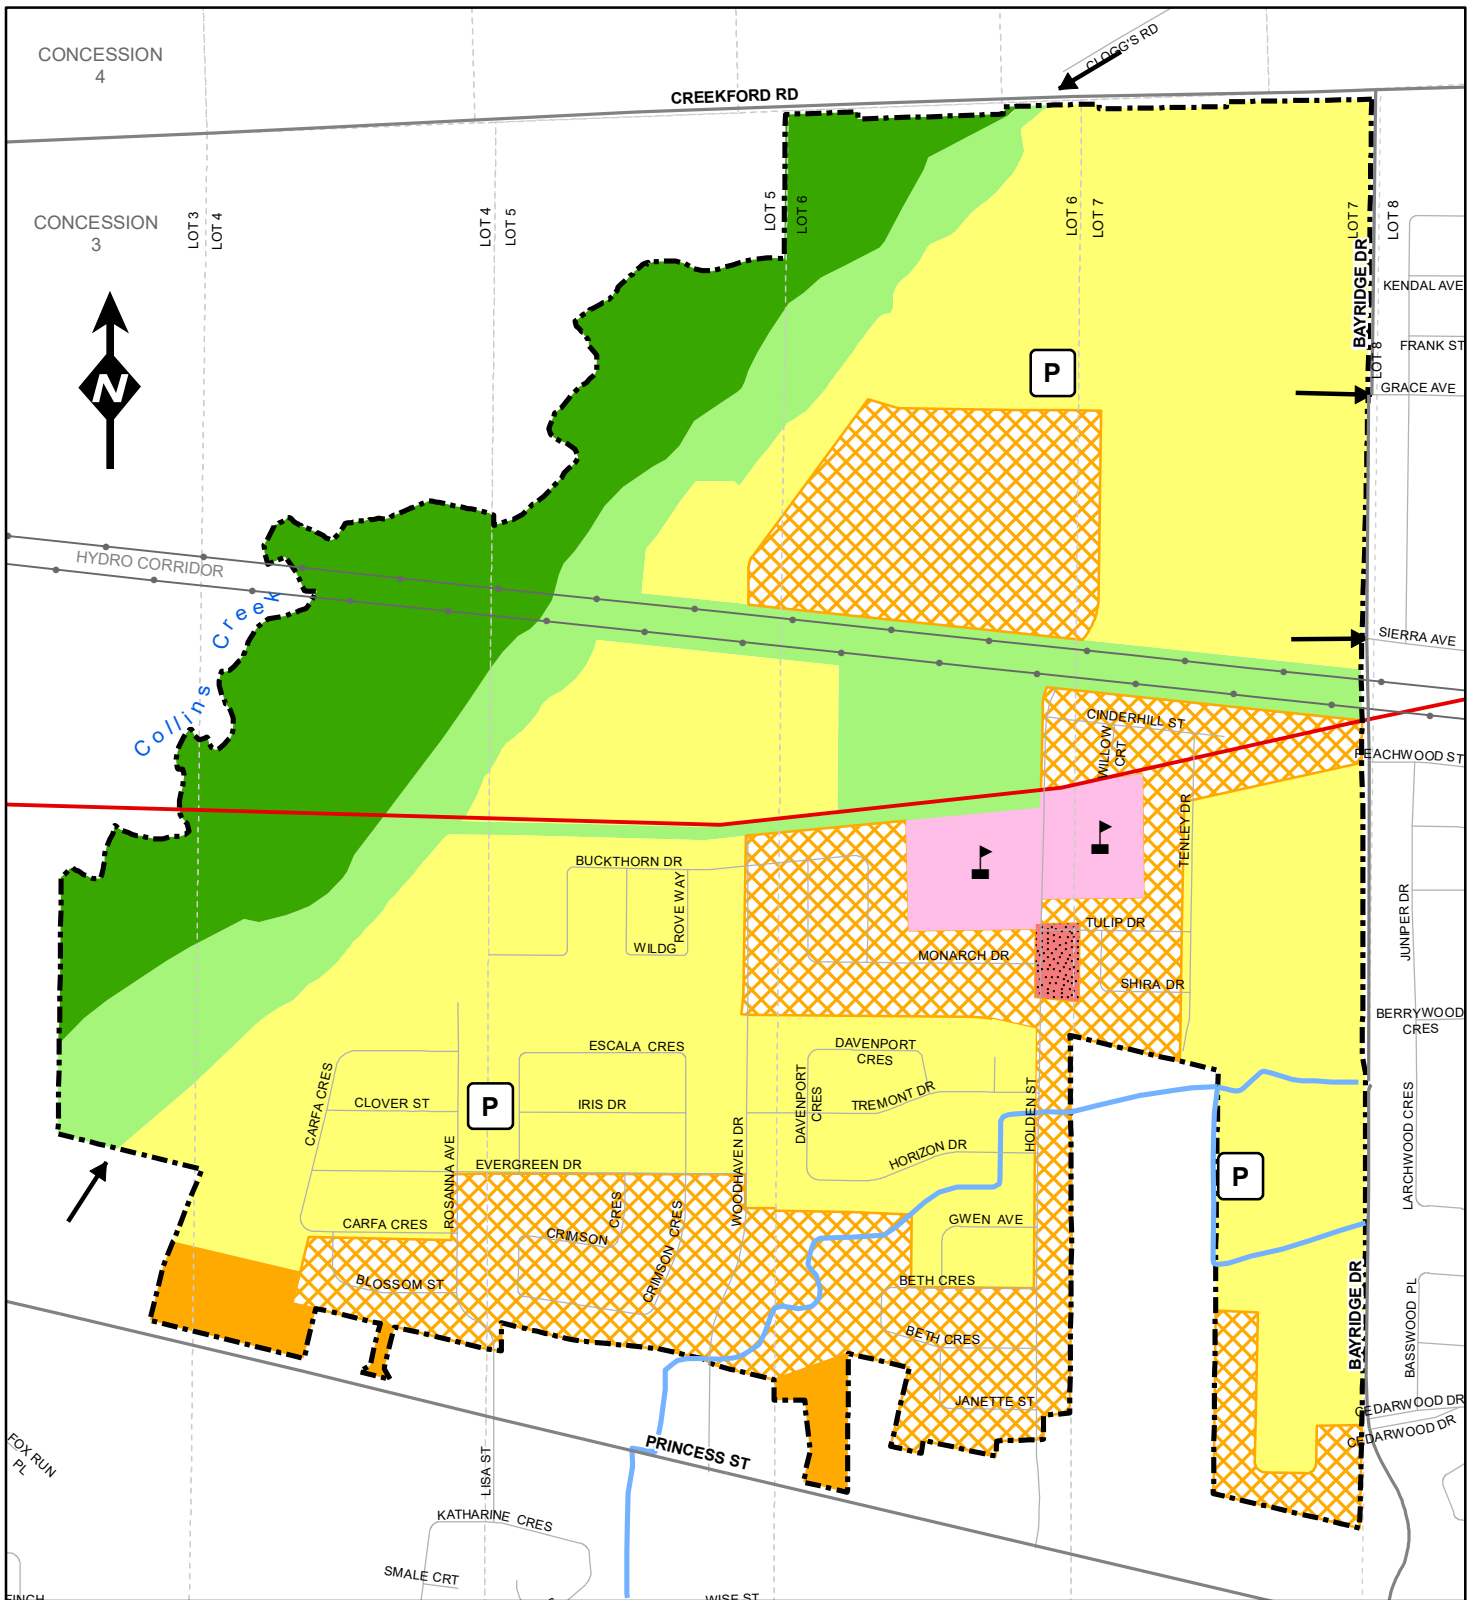 CONCESSION
4
CLOGG'S RD
CREEKFORD RD
CONCESSION
3
LOT 3
LOT 4
LOT 4
LOT 5
LOT 5
LOT 6
LOT 6
LOT 7
LOT 7
LOT 8
BAYRIDGE DR
KENDAL AVE
FRANK ST
LOT 8
GRACE AVE
N
P
HYDRO CORRIDOR
Collins Creek
SIERRA AVE
CINDERHILL ST
WILLOW
CRT
PEACHWOOD ST
TENLEY DR
BUCKTHORN DR
ROVE WAY
WILDG
MONARCH DR
TULIP DR
SHIRA DR
JUNIPER DR
BERRYWOOD
CRES
ESCALA CRES
DAVENPORT
CRES
CARFA CRES
CLOVER ST
P
IRIS DR
DAVENPORT
CRES
TREMONT DR
HOLDEN ST
LARCHWOOD CRES
ROSANNA AVE
EVERGREEN DR
WOODHAVEN DR
HORIZON DR
P
CARFA CRES
CRIMSON
CRES
CRIMSON CRES
GWEN AVE
BLOSSOM ST
BETH CRES
BETH CRES
BAYRIDGE DR
BASSWOOD PL
JANETTE ST
CEDARWOOD DR
CEDARWOOD DR
FOX RUN
PL
LISA ST
PRINCESS ST
KATHARINE CRES
SMALE CRT
FINCH
WISE ST